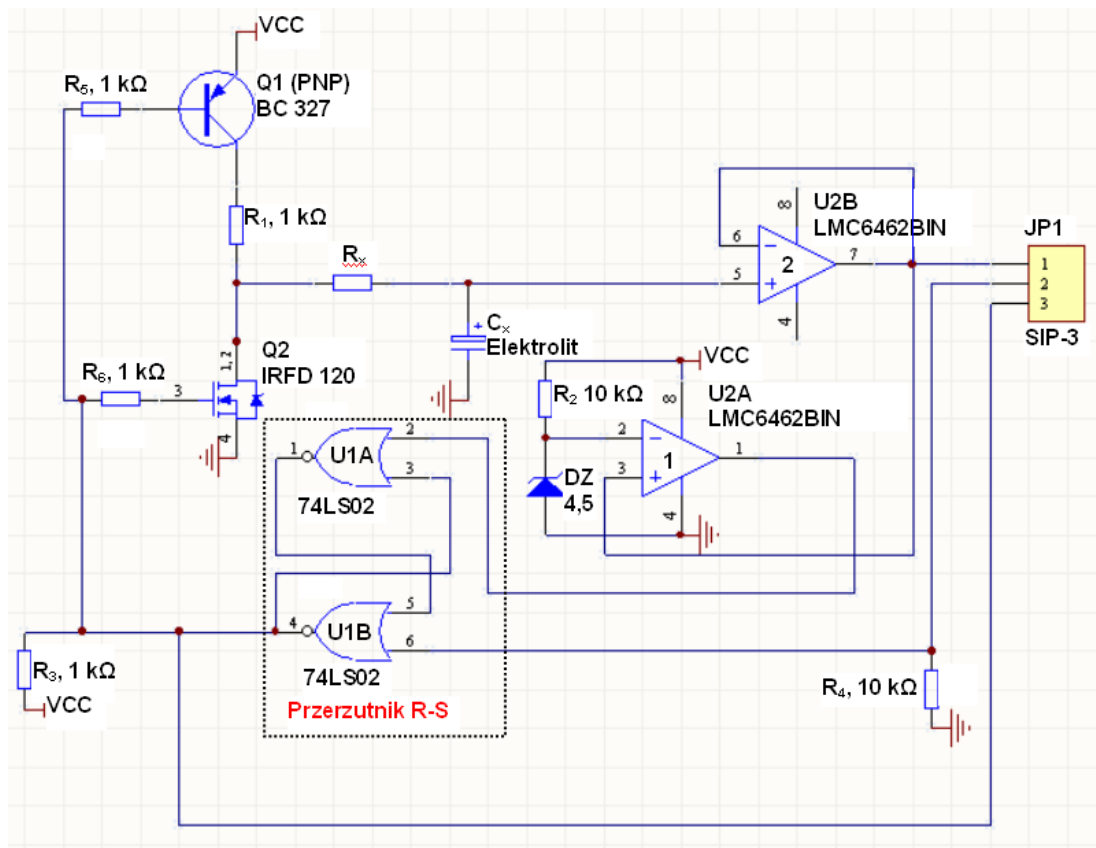 VCC
R₅, 1 kΩ
Q1 (PNP)
BC 327
R₁, 1 kΩ
Rₓ
Cₓ
+
Elektrolit
8
U2B
LMC6462BIN
6
−
5
+
2
7
4
JP1
1
2
3
SIP-3
R₆, 1 kΩ
3
1,2
4
Q2
IRFD 120
VCC
R₂ 10 kΩ
8
U2A
LMC6462BIN
2
−
3
+
1
1
4
DZ
4,5
1
U1A
2
3
74LS02
4
U1B
5
6
74LS02
Przerzutnik R-S
R₃, 1 kΩ
VCC
R₄, 10 kΩ